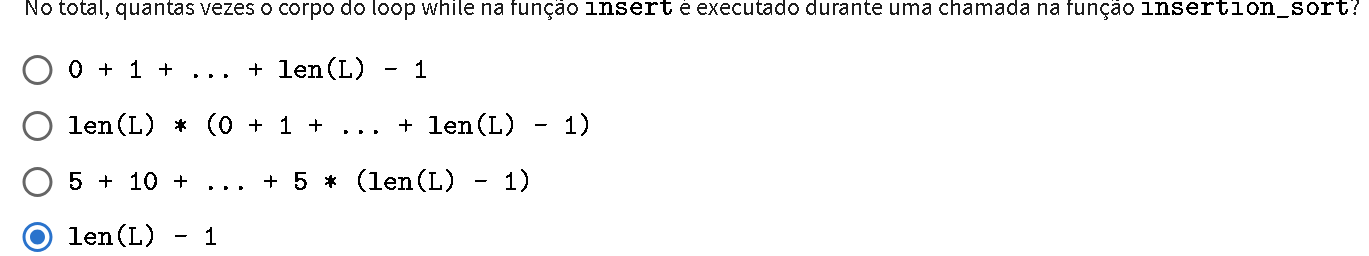 No total, quantas vezes o corpo do loop while na função insert é executado durante uma chamada na função insertion_sort?
0 + 1 + ... + len(L) - 1
len(L) * (0 + 1 + ... + len(L) - 1)
5 + 10 + ... + 5 * (len(L) - 1)
len(L) - 1